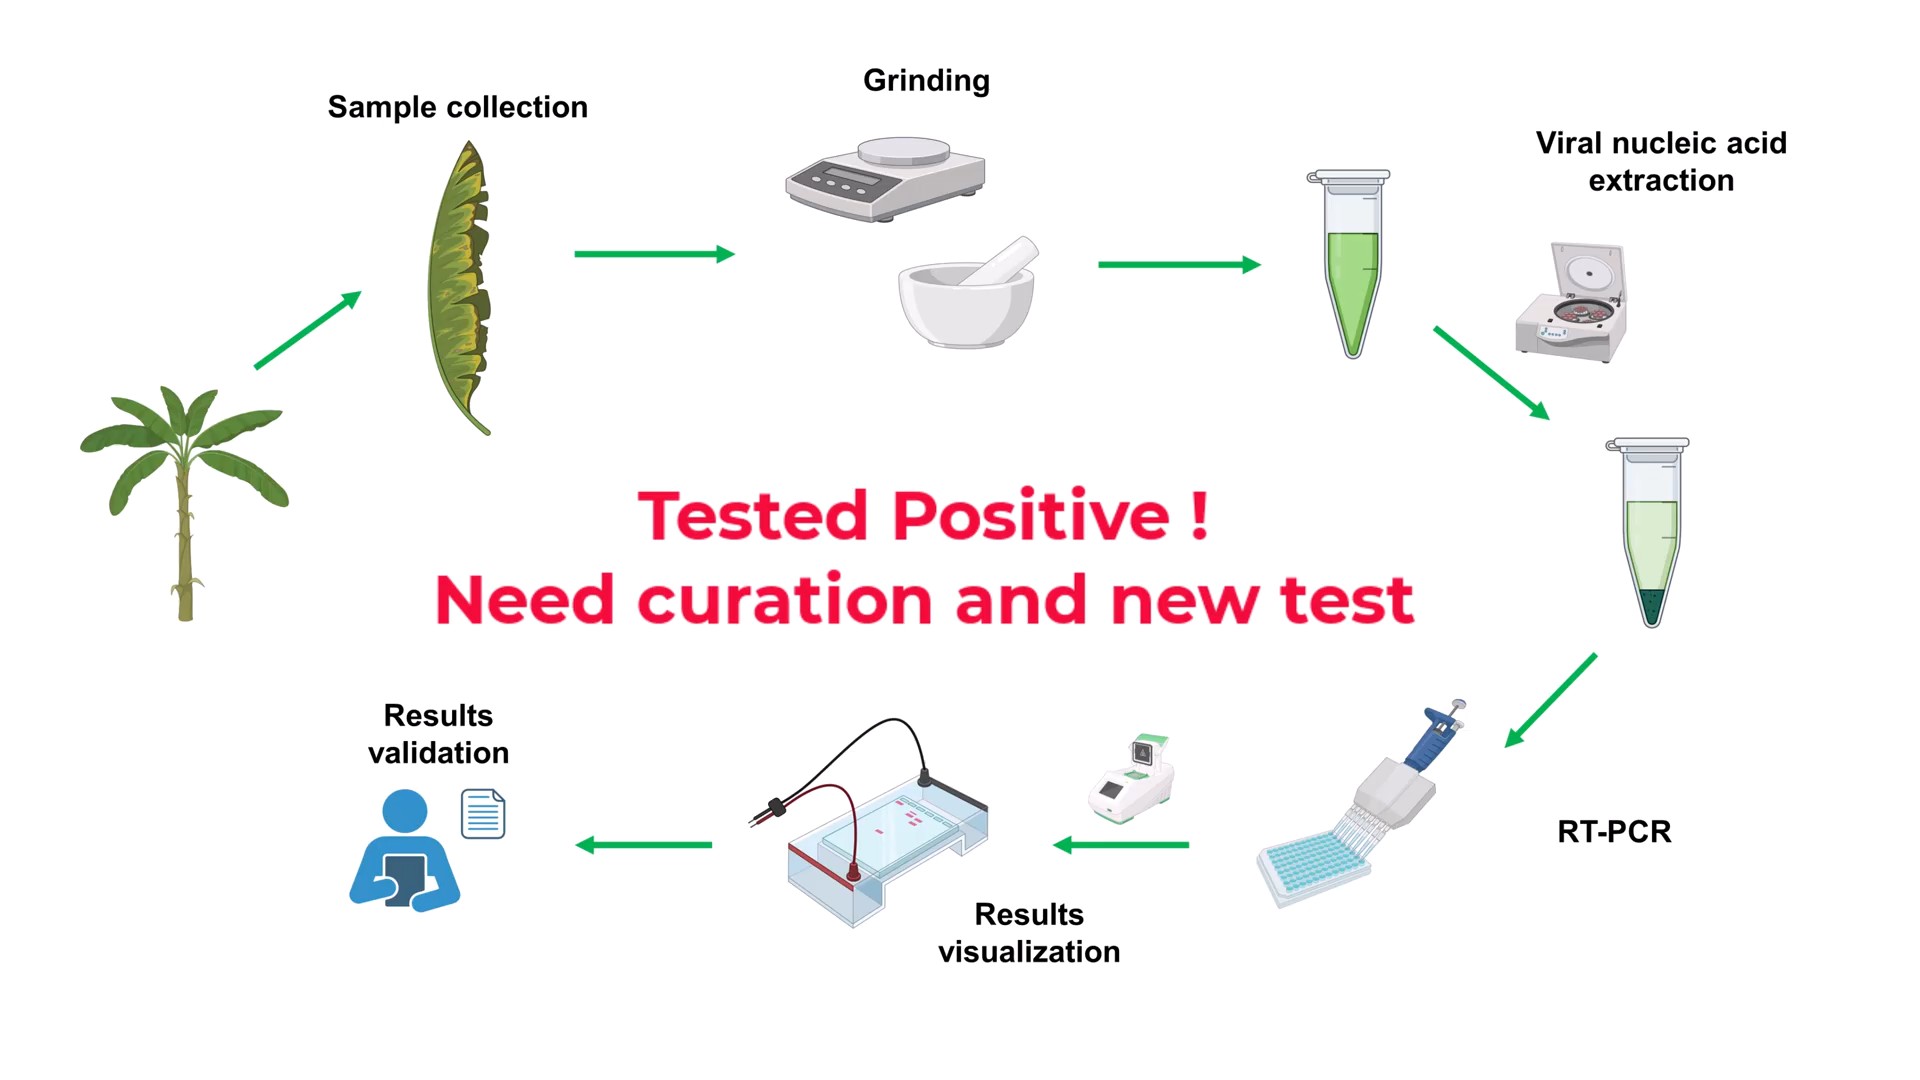 Grinding
Sample collection
Viral nucleic acid
extraction
Tested Positive !
Need curation and new test
Results
validation
RT-PCR
Results
visualization